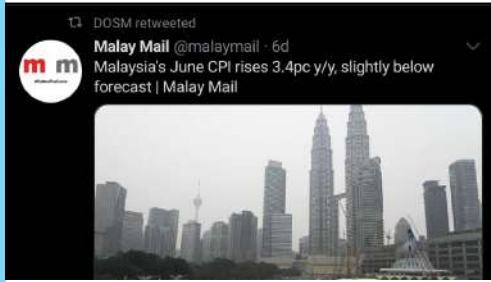 DOSM retweeted
Malay Mail @malaymail · 6d
Malaysia's June CPI rises 3.4pc y/y, slightly below
forecast | Malay Mail
m m